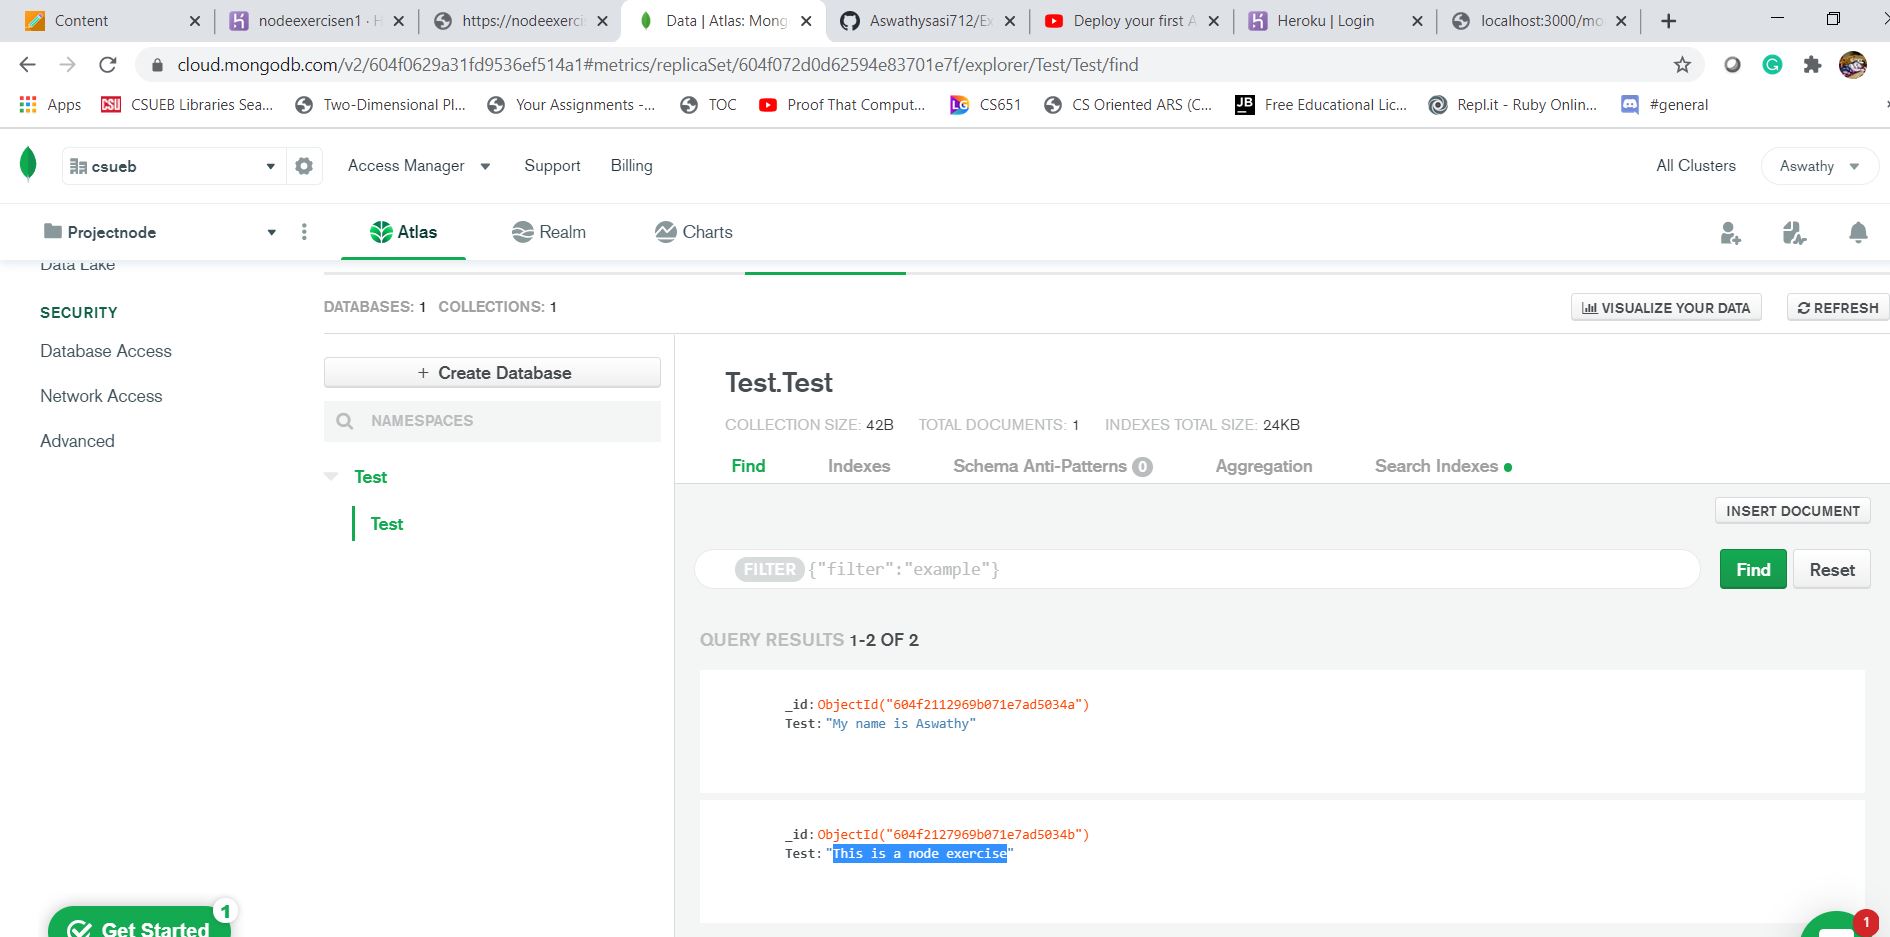 Content
nodeexercisen1 · H
https://nodeexerci
Data | Atlas: Mong
Aswathysasi712/Ex
Deploy your first A
Heroku | Login
localhost:3000/mo
cloud.mongodb.com/v2/604f0629a31fd9536ef514a1#metrics/replicaSet/604f072d0d62594e83701e7f/explorer/Test/Test/find
Apps
CSU
CSUEB Libraries Sea...
Two-Dimensional Pl...
Your Assignments -...
TOC
Proof That Comput...
LG
CS651
CS Oriented ARS (C...
JB
Free Educational Lic...
Repl.it - Ruby Onlin...
#general
csueb
Access Manager
Support
Billing
All Clusters
Aswathy
Projectnode
Atlas
Realm
Charts
Data Lake
SECURITY
Database Access
Network Access
Advanced
DATABASES: 1 COLLECTIONS: 1
VISUALIZE YOUR DATA
REFRESH
+ Create Database
NAMESPACES
Test
Test
Test.Test
COLLECTION SIZE: 42B TOTAL DOCUMENTS: 1 INDEXES TOTAL SIZE: 24KB
Find
Indexes
Schema Anti-Patterns 0
Aggregation
Search Indexes
INSERT DOCUMENT
FILTER {"filter":"example"}
Find
Reset
QUERY RESULTS 1-2 OF 2
_id: ObjectId("604f2112969b071e7ad5034a")
Test: "My name is Aswathy"
_id: ObjectId("604f2127969b071e7ad5034b")
Test: "This is a node exercise"
Get Started
1
1